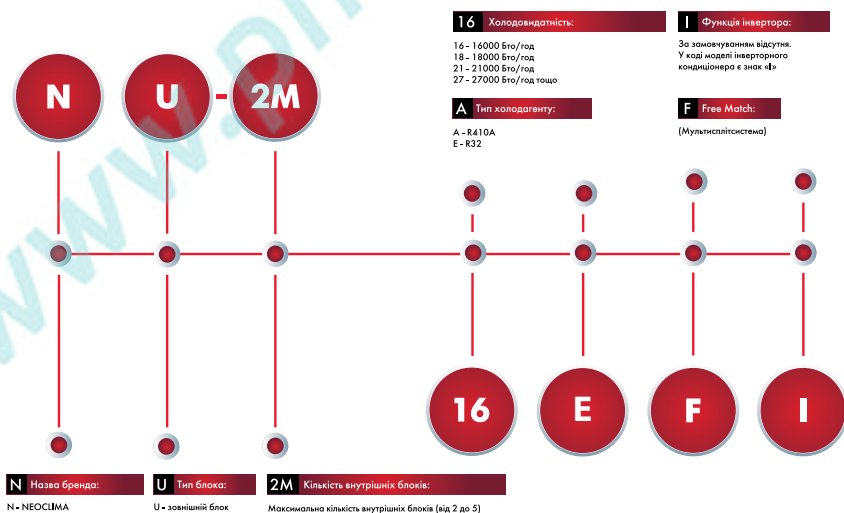 16 Холодовидатність:
16 - 16000 Бто/год
18 - 18000 Бто/год
21 - 21000 Бто/год
27 - 27000 Бто/год тощо
I Функція інвертора:
За замовчуванням відсутня.
У коді моделі інверторного
кондиціонера є знак «I»
A Тип холодагенту:
A - R410A
E - R32
F Free Match:
(Мультисплітсистема)
N U - 2M
16 E F I
N Назва бренда:
N - NEOCLIMA
U Тип блока:
U - зовнішній блок
2M Кількість внутрішніх блоків:
Максимальна кількість внутрішніх блоків (від 2 до 5)